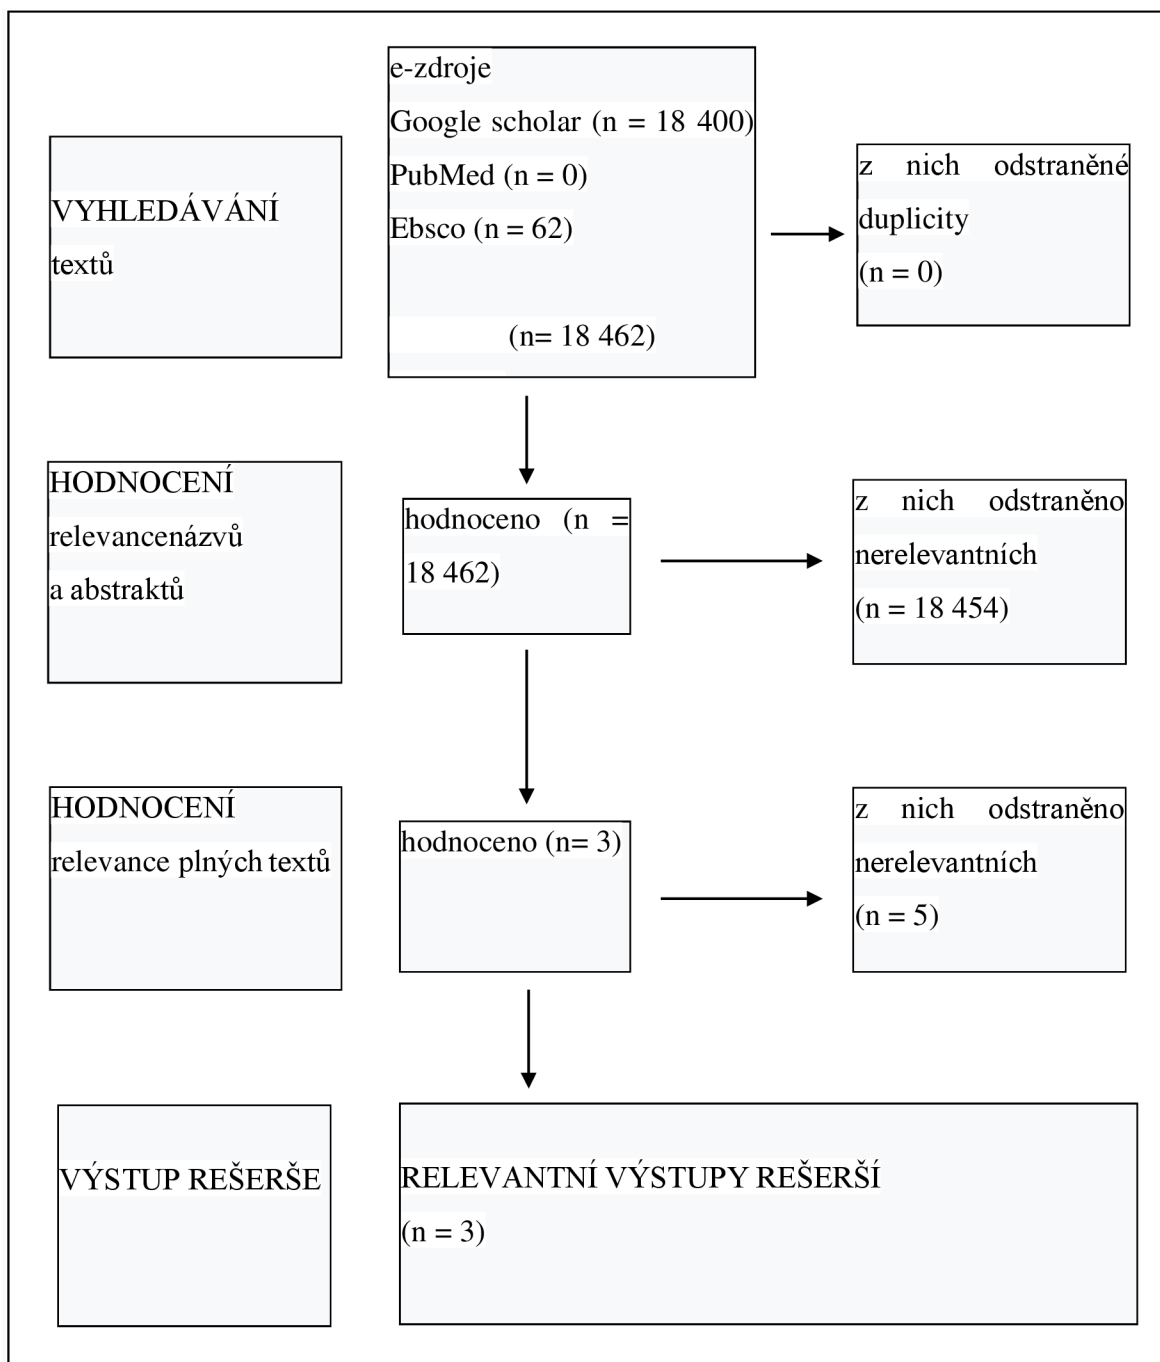 VYHLEDÁVÁNÍ
textů
e-zdroje
Google scholar (n = 18 400)
PubMed (n = 0)
Ebsco (n = 62)
(n= 18 462)
z nich odstraněné
duplicity
(n = 0)
HODNOCENÍ
relevancenázvů
a abstraktů
hodnoceno (n =
18 462)
z nich odstraněno
nerelevantních
(n = 18 454)
HODNOCENÍ
relevance plných textů
hodnoceno (n= 3)
z nich odstraněno
nerelevantních
(n = 5)
VÝSTUP REŠERŠE
RELEVANTNÍ VÝSTUPY REŠERŠÍ
(n = 3)